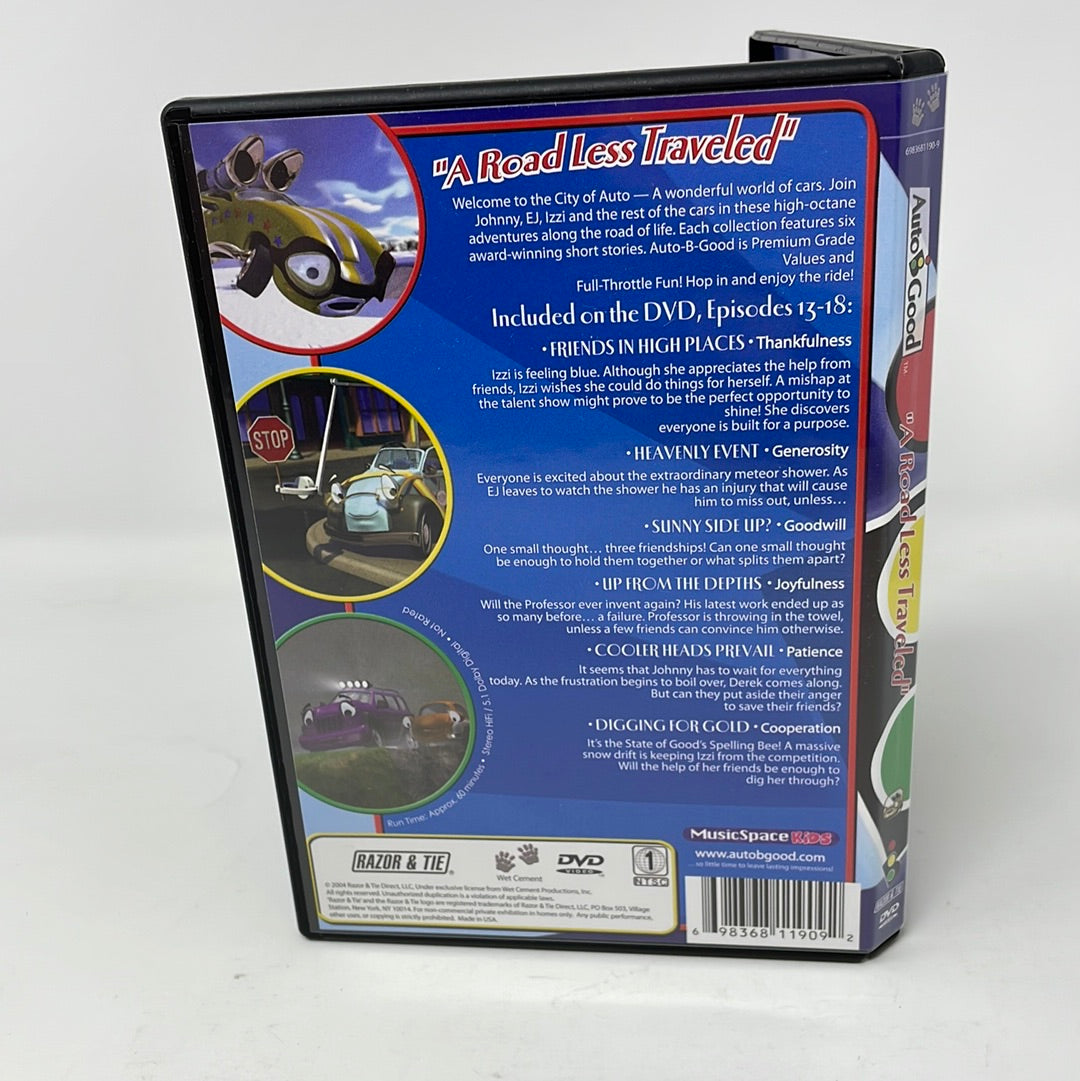 "A Road Less Traveled"
Welcome to the City of Auto — A wonderful world of cars. Join
Johnny, EJ, Izzi and the rest of the cars in these high-octane
adventures along the road of life. Each collection features six
award-winning short stories. Auto-B-Good is Premium Grade
Values and
Full-Throttle Fun! Hop in and enjoy the ride!
Included on the DVD, Episodes 13-18:
• FRIENDS IN HIGH PLACES • Thankfulness
Izzi is feeling blue. Although she appreciates the help from
friends, Izzi wishes she could do things for herself. A mishap at
the talent show might prove to be the perfect opportunity to
shine! She discovers
everyone is built for a purpose.
• HEAVENLY EVENT • Generosity
Everyone is excited about the extraordinary meteor shower. As
EJ leaves to watch the shower he has an injury that will cause
him to miss out, unless...
• SUNNY SIDE UP? • Goodwill
One small thought... three friendships! Can one small thought
be enough to hold them together or what splits them apart?
• UP FROM THE DEPTHS • Joyfulness
Will the Professor ever invent again? His latest work ended up as
so many before... a failure. Professor is throwing in the towel,
unless a few friends can convince him otherwise.
• COOLER HEADS PREVAIL • Patience
It seems that Johnny has to wait for everything
today. As the frustration begins to boil over, Derek comes along.
But can they put aside their anger
to save their friends?
• DIGGING FOR GOLD • Cooperation
It's the State of Good's Spelling Bee! A massive
snow drift is keeping Izzi from the competition.
Will the help of her friends be enough to
dig her through?
STOP
Run Time: Approx. 60 minutes • Stereo HiFi / 5.1 Dolby Digital • Not Rated
MusicSpace KiDS
www.autobgood.com
...so little time to leave lasting impressions!
RAZOR & TIE
Wet Cement
DVD
VIDEO
1
NTSC
© 2004 Razor & Tie Direct, LLC, Under exclusive license from Wet Cement Productions, Inc.
All rights reserved. Unauthorized duplication is a violation of applicable laws.
'Razor & Tie' and the Razor & Tie logo are registered trademarks of Razor & Tie Direct, LLC, PO Box 503, Village
Station, New York, NY 10014. For non-commercial private exhibition in homes only. Any public performance,
other uses, or copying is strictly prohibited. Made in USA.
6 98368 11909 2
6983681190-9
Auto B Good
TM
"A Road Less Traveled"
RAZOR & TIE
DVD
VIDEO